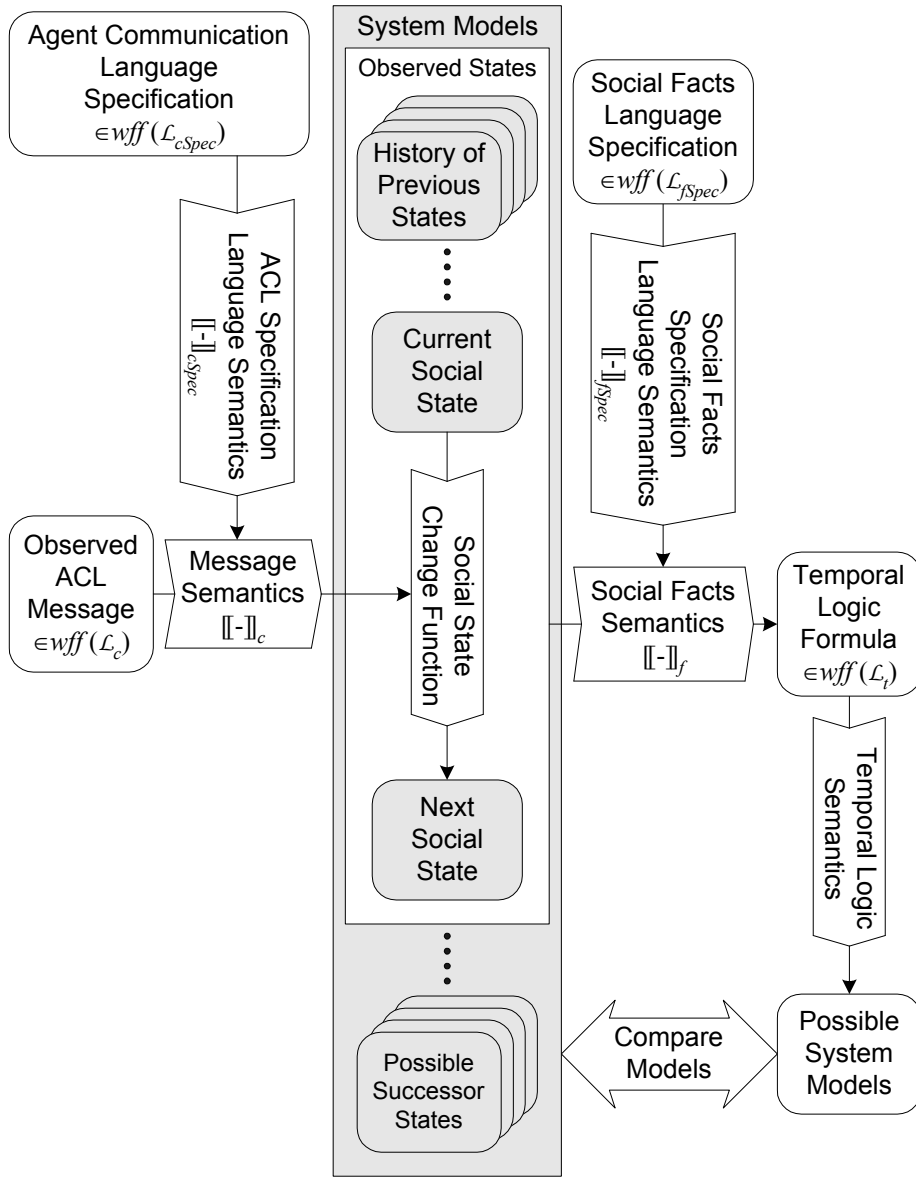 Agent Communication
Language
Specification
∈wff(ℒcSpec)
ACL Specification
Language Semantics
⟦-⟧cSpec
Observed
ACL
Message
∈wff(ℒc)
Message
Semantics
⟦-⟧c
System Models
Observed States
History of
Previous
States
Current
Social
State
Social State
Change Function
Next
Social
State
Possible
Successor
States
Social Facts
Language
Specification
∈wff(ℒfSpec)
Social Facts
Specification
Language Semantics
⟦-⟧fSpec
Social Facts
Semantics
⟦-⟧f
Temporal
Logic
Formula
∈wff(ℒt)
Temporal Logic
Semantics
Compare
Models
Possible
System
Models